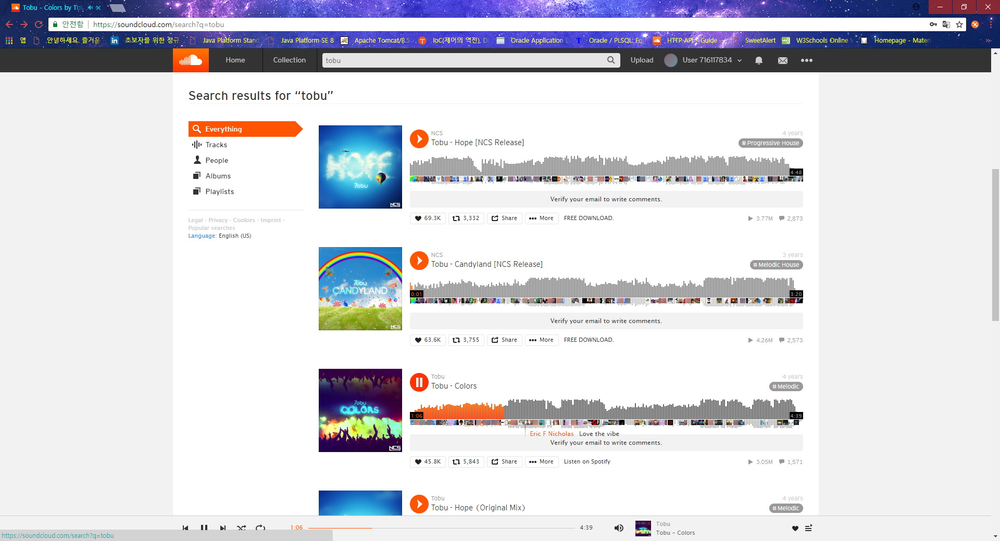 Tobu - Colors by To
안전함 https://soundcloud.com/search?q=tobu
앱 안녕하세요. 즐거운 초보자를 위한 정규 Java Platform Stand Java Platform SE 8 Apache Tomcat/8.5 IoC(제어의 역전), D Oracle Application Oracle / PLSQL: HTTP API - Guide SweetAlert W3Schools Online Homepage - Mater
Home Collection tobu Upload User 716117834
Search results for “tobu”
Everything
Tracks
People
Albums
Playlists
Legal - Privacy - Cookies - Imprint -
Popular searches
Language: English (US)
HOPE
7obu
NCS
NCS 4 years
Tobu - Hope [NCS Release] # Progressive House
4:48
Verify your email to write comments.
69.3K 3,332 Share More FREE DOWNLOAD. 3.77M 2,873
7obu
CANDYLAND
NCS
NCS 3 years
Tobu - Candyland [NCS Release] # Melodic House
0:01 3:20
Verify your email to write comments.
63.6K 3,755 Share More FREE DOWNLOAD. 4.26M 2,573
7obu
COLORS
NCS
Tobu 4 years
Tobu - Colors # Melodic
1:06 4:39
Eric F Nicholas Love the vibe
Verify your email to write comments.
45.8K 5,843 Share More Listen on Spotify 3.05M 1,571
Tobu 4 years
Tobu - Hope (Original Mix) # Melodic
1:06 4:39 Tobu
Tobu - Colors
https://soundcloud.com/search?q=tobu